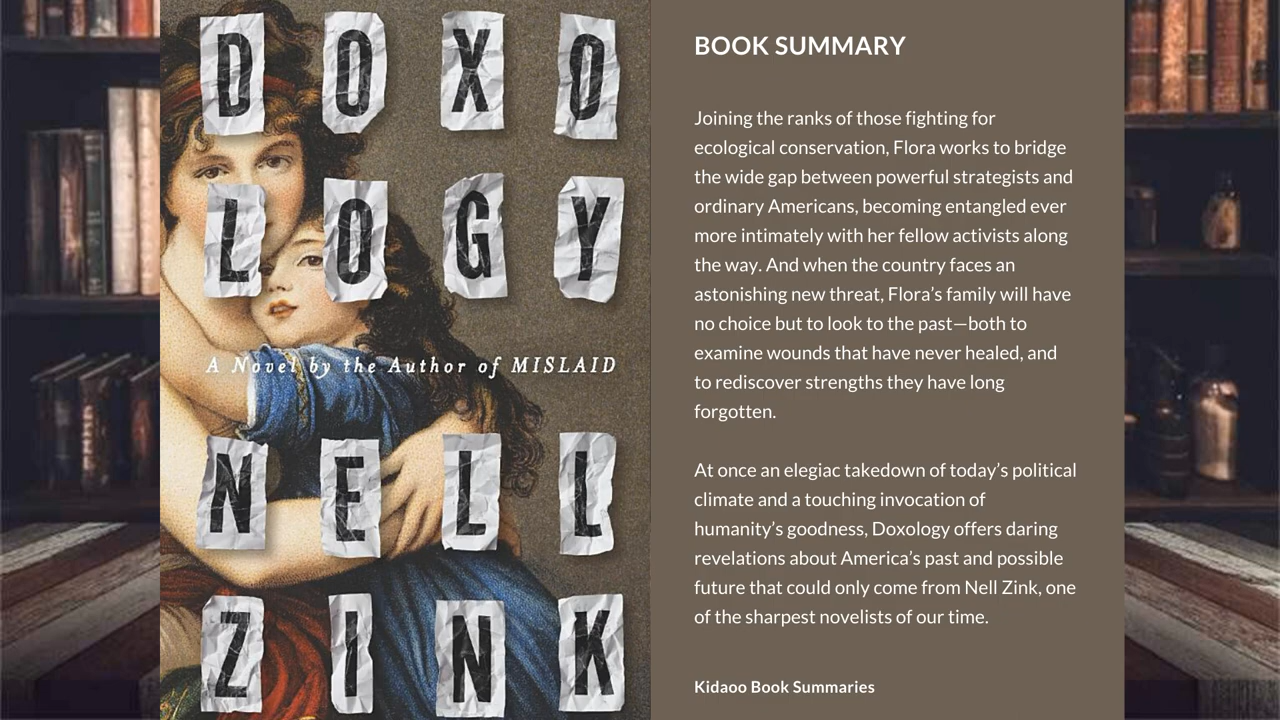 DOXO
LOGY
A Novel by the Author of MISLAID
NELL
ZINK
BOOK SUMMARY
Joining the ranks of those fighting for
ecological conservation, Flora works to bridge
the wide gap between powerful strategists and
ordinary Americans, becoming entangled ever
more intimately with her fellow activists along
the way. And when the country faces an
astonishing new threat, Flora’s family will have
no choice but to look to the past—both to
examine wounds that have never healed, and
to rediscover strengths they have long
forgotten.
At once an elegiac takedown of today’s political
climate and a touching invocation of
humanity’s goodness, Doxology offers daring
revelations about America’s past and possible
future that could only come from Nell Zink, one
of the sharpest novelists of our time.
Kidaoo Book Summaries